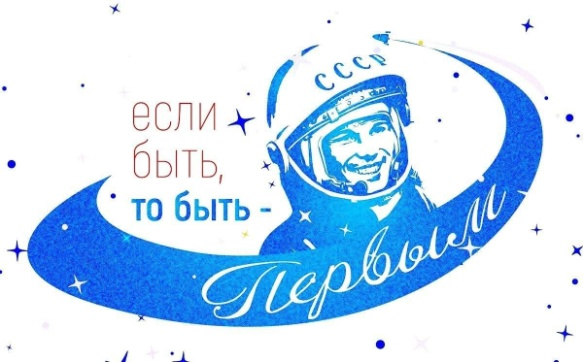 СССР
если
быть,
то быть -
Первым